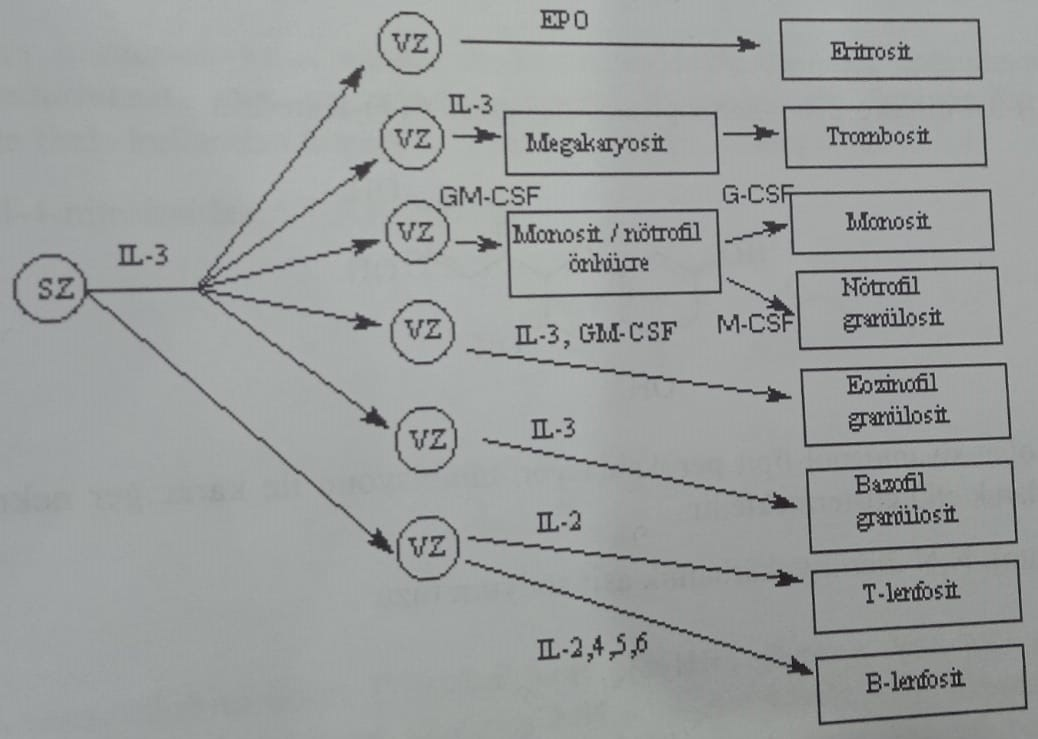 EPO
VZ
Eritrosit
IL-3
VZ
Megakaryosit
Trombosit
GM-CSF
G-CSF
VZ
Monosit / nötrofil
önhücre
Monosit
IL-3
SZ
Nötrofil
granülosit
M-CSF
VZ
IL-3, GM-CSF
Eozinofil
granülosit
VZ
IL-3
Bazofil
granülosit
VZ
IL-2
T-lenfosit
IL-2,4,5,6
B-lenfosit